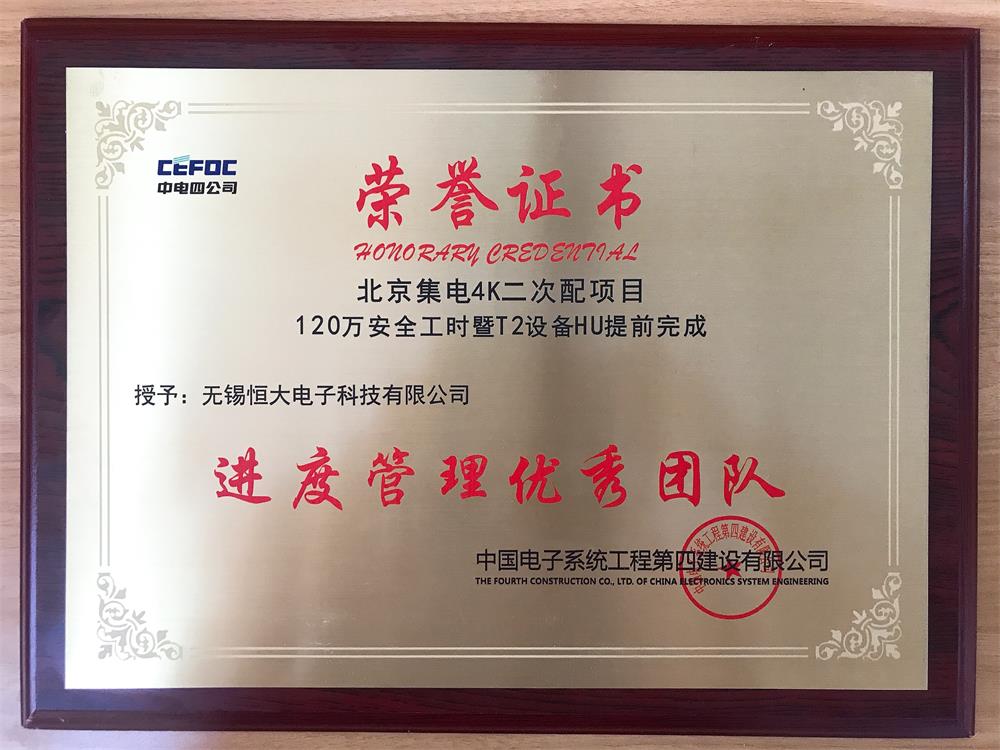 CEFOC
中电四公司
荣誉证书
HONORARY CREDENTIAL
北京集电4K二次配项目
120万安全工时暨T2设备HU提前完成
授予：无锡恒大电子科技有限公司
进度管理优秀团队
中国电子系统工程第四建设有限公司
THE FOURTH CONSTRUCTION CO., LTD. OF CHINA ELECTRONICS SYSTEM ENGINEERING